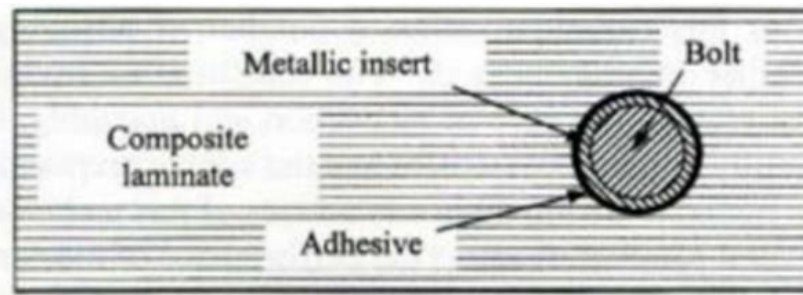 Metallic insert
Bolt
Composite
laminate
Adhesive